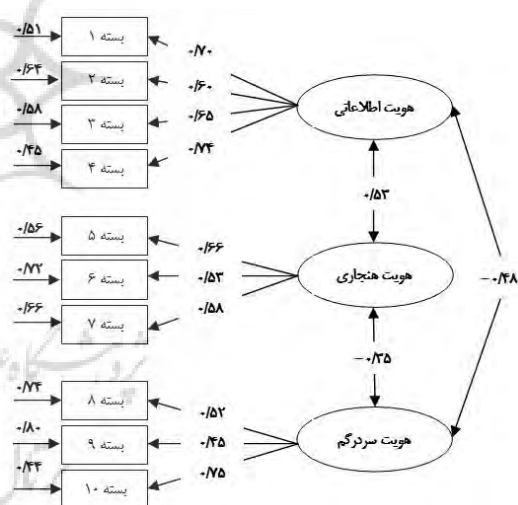 ۰/۵۱
بسته ۱
۰/۷۰
۰/۶۴
بسته ۲
۰/۶۰
۰/۵۸
بسته ۳
۰/۶۵
۰/۴۵
بسته ۴
۰/۷۴
هویت اطلاعاتی
۰/۵۳
-۰/۴۸
۰/۵۶
بسته ۵
۰/۶۶
۰/۷۲
بسته ۶
۰/۵۳
۰/۶۶
بسته ۷
۰/۵۸
هویت هنجاری
-۰/۳۵
۰/۷۴
بسته ۸
۰/۵۲
۰/۸۰
بسته ۹
۰/۴۵
۰/۴۴
بسته ۱۰
۰/۷۵
هویت سردرگم